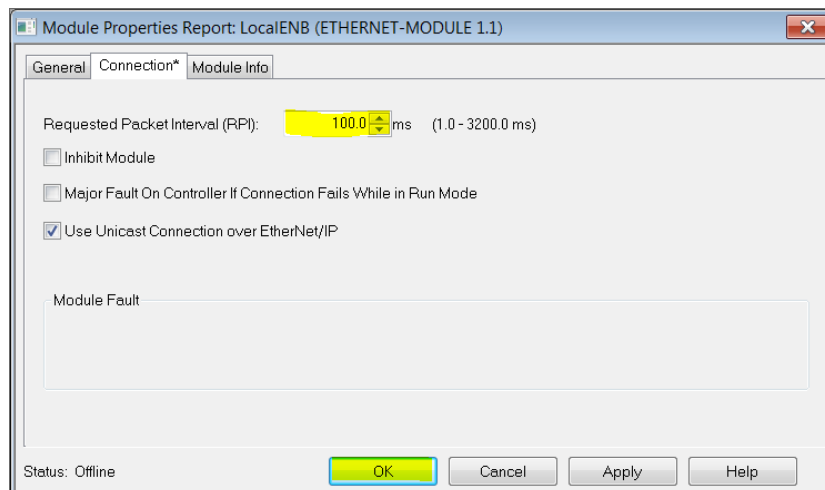 Module Properties Report: LocalENB (ETHERNET-MODULE 1.1)
General Connection* Module Info
Requested Packet Interval (RPI): 100.0 ms (1.0 - 3200.0 ms)
Inhibit Module
Major Fault On Controller If Connection Fails While in Run Mode
Use Unicast Connection over EtherNet/IP
Module Fault
Status: Offline OK Cancel Apply Help